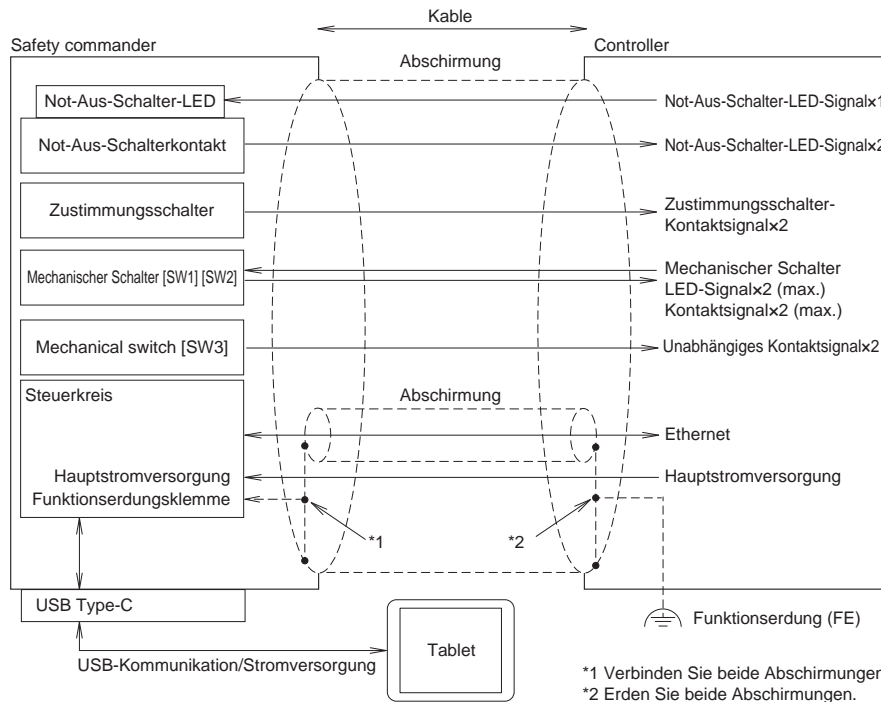 Kable
Safety commander
Controller
Abschirmung
Not-Aus-Schalter-LED
Not-Aus-Schalter-LED-Signal×1
Not-Aus-Schalterkontakt
Not-Aus-Schalter-LED-Signal×2
Zustimmungsschalter
Zustimmungsschalter-
Kontaktsignal×2
Mechanischer Schalter [SW1] [SW2]
Mechanischer Schalter
LED-Signal×2 (max.)
Kontaktsignal×2 (max.)
Mechanical switch [SW3]
Unabhängiges Kontaktsignal×2
Steuerkreis
Abschirmung
Ethernet
Hauptstromversorgung
Hauptstromversorgung
Funktionserdungsklemme
*1
*2
USB Type-C
Funktionserdung (FE)
Tablet
USB-Kommunikation/Stromversorgung
*1 Verbinden Sie beide Abschirmungen
*2 Erden Sie beide Abschirmungen.